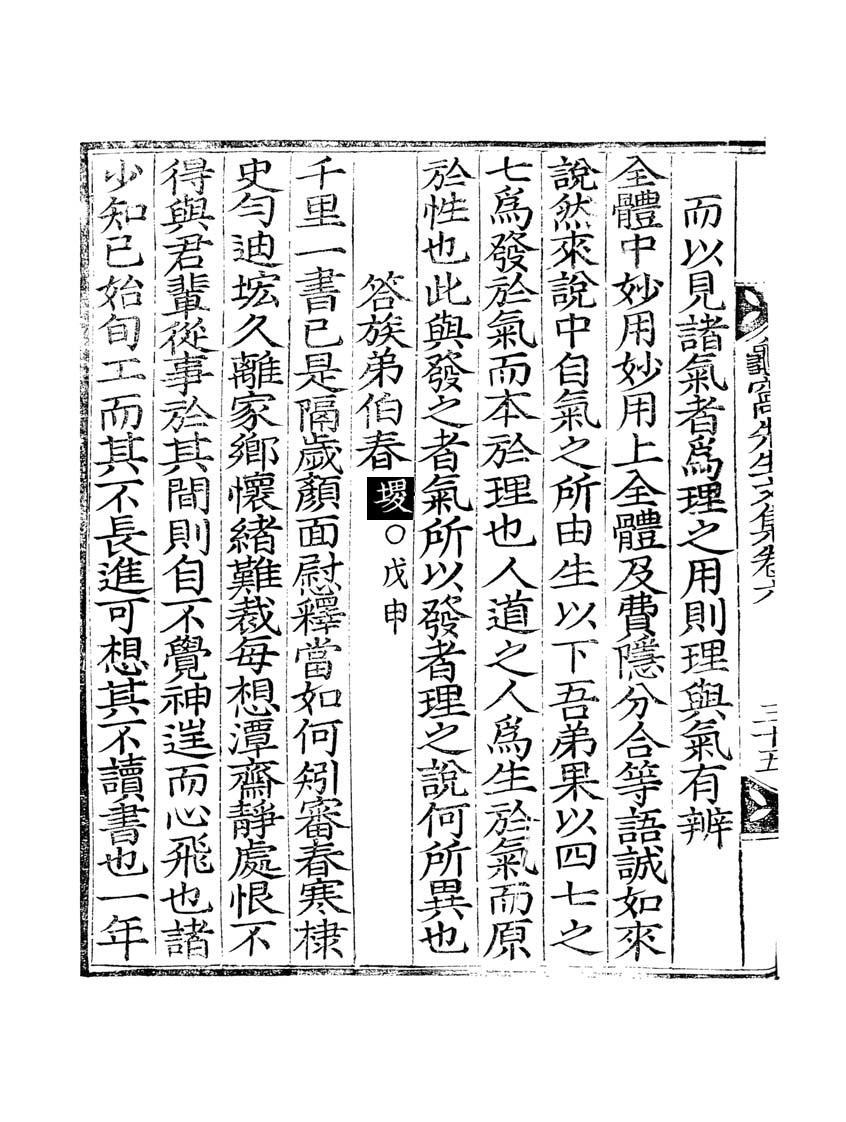 龜窩先生文集卷六 三十五
而以見諸氣者爲理之用則理與氣有辨
全體中妙用妙用上全體及費隱分合等語誠如來
說然來說中自氣之所由生以下吾弟果以四七之
七爲發於氣而本於理也人道之人爲生於氣而原
於性也此與發之者氣所以發者理之說何所異也
答族弟伯春㮨○戊申
千里一書已是隔歲顏面慰釋當如何矧審春寒棣
史勻迪埉久離家鄉懷緖難裁每想潭齋靜處恨不
得與君輩從事於其間則自不覺神逞而心飛也諸
少知已始旬工而其不長進可想其不讀書也一年